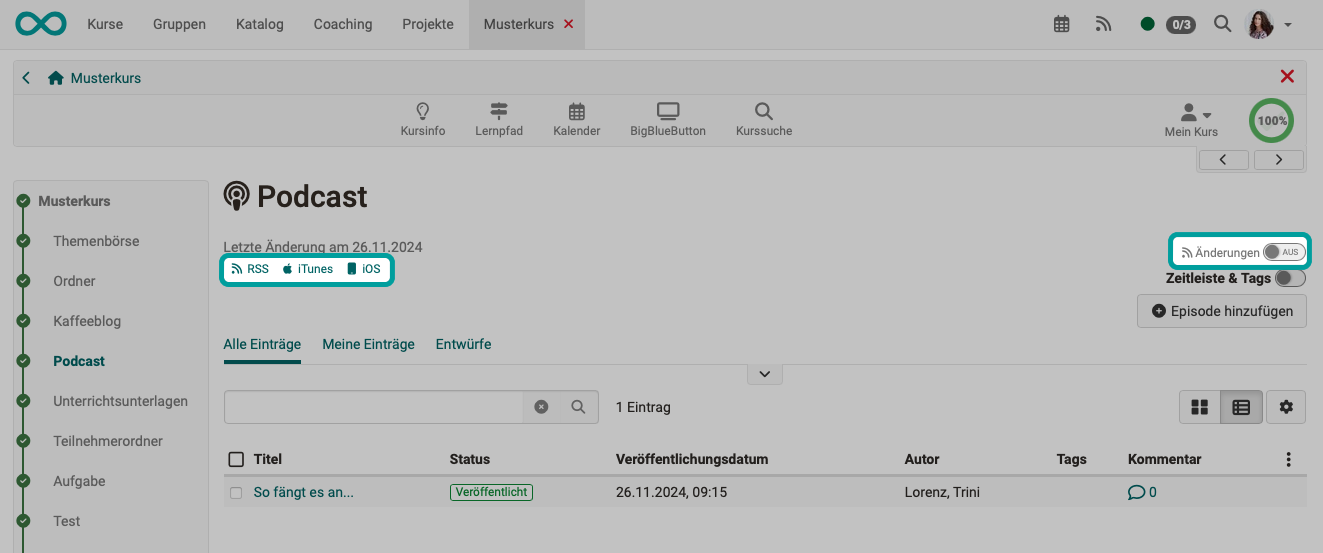 Kurse Gruppen Katalog Coaching Projekte Musterkurs 0/3
Musterkurs
Kursinfo Lernpfad Kalender BigBlueButton Kurssuche Mein Kurs 100%
Musterkurs
Themenbörse
Ordner
Kaffeeblog
Podcast
Unterrichtsunterlagen
Teilnehmerordner
Aufgabe
Test
Podcast
Letzte Änderung am 26.11.2024
RSS iTunes iOS
Änderungen AUS
Zeitleiste & Tags
Episode hinzufügen
Alle Einträge Meine Einträge Entwürfe
1 Eintrag
Titel Status Veröffentlichungsdatum Autor Tags Kommentar
So fängt es an... Veröffentlicht 26.11.2024, 09:15 Lorenz, Trini 0